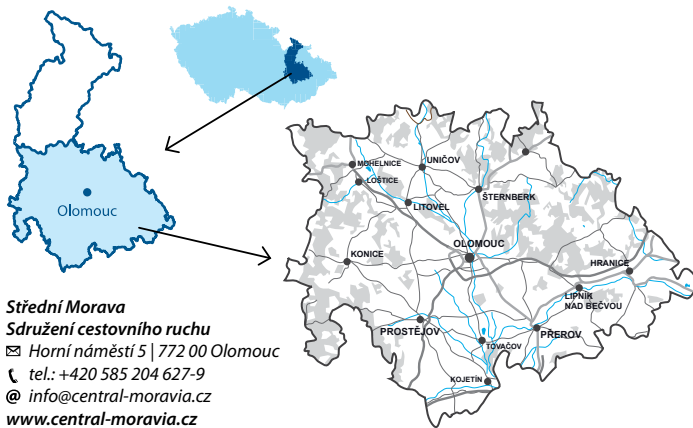 Olomouc
MOHELNICE
UNIČOV
LOŠTICE
ŠTERNBERK
LITOVEL
OLOMOUC
KONICE
HRANICE
LIPNÍK
NAD BEČVOU
PROSTĚJOV
PŘEROV
TOVAČOV
KOJETÍN
Střední Morava
Sdružení cestovního ruchu
Horní náměstí 5 | 772 00 Olomouc
tel.: +420 585 204 627-9
@ info@central-moravia.cz
www.central-moravia.cz